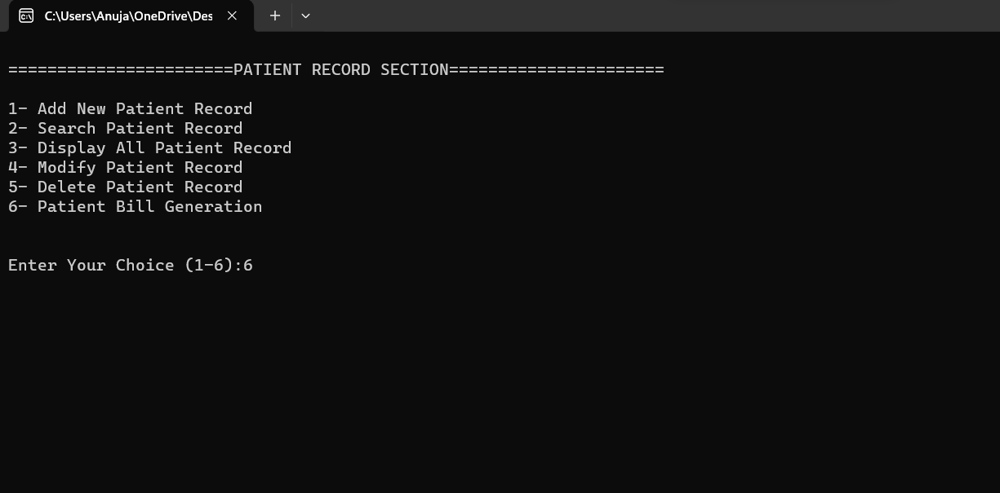 C:\Users\Anuja\OneDrive\Des
=======================PATIENT RECORD SECTION======================
1- Add New Patient Record
2- Search Patient Record
3- Display All Patient Record
4- Modify Patient Record
5- Delete Patient Record
6- Patient Bill Generation
Enter Your Choice (1-6):6